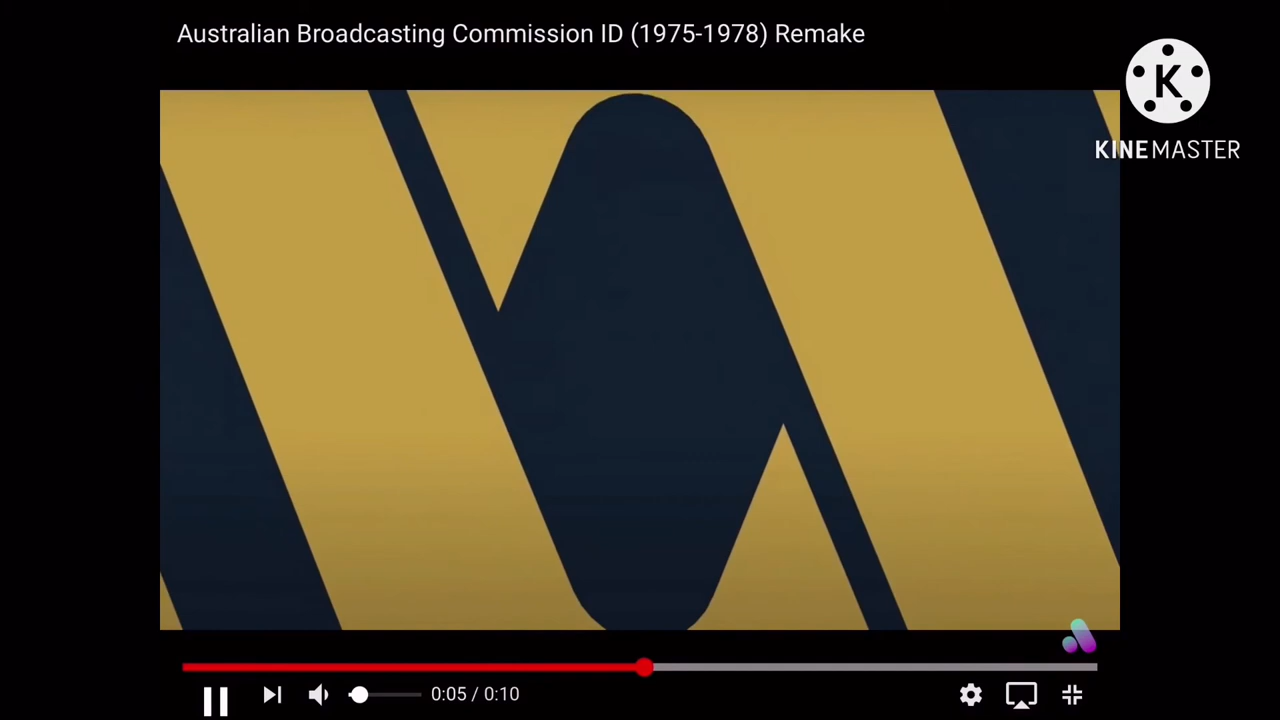 Australian Broadcasting Commission ID (1975-1978) Remake
K
KINEMASTER
0:05 / 0:10